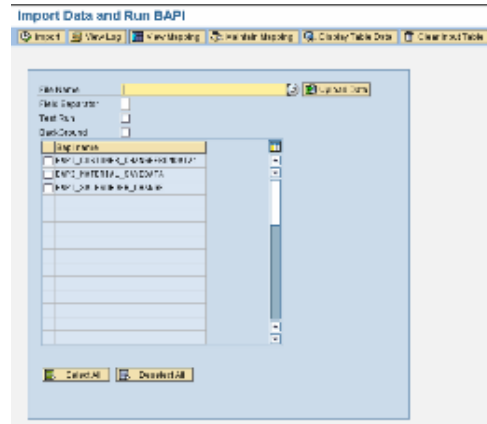 Import Data and Run BAPI
Import View Log View Mapping Maintain Mapping Display Table Data Clear Input Table
File Name Upload Data
Field Separator
Test Run
BackGround
Bapi name
BAPI_MATERIAL_SAVEDATA
BAPI_SALESORDER_CHANGE
Select All Deselect All